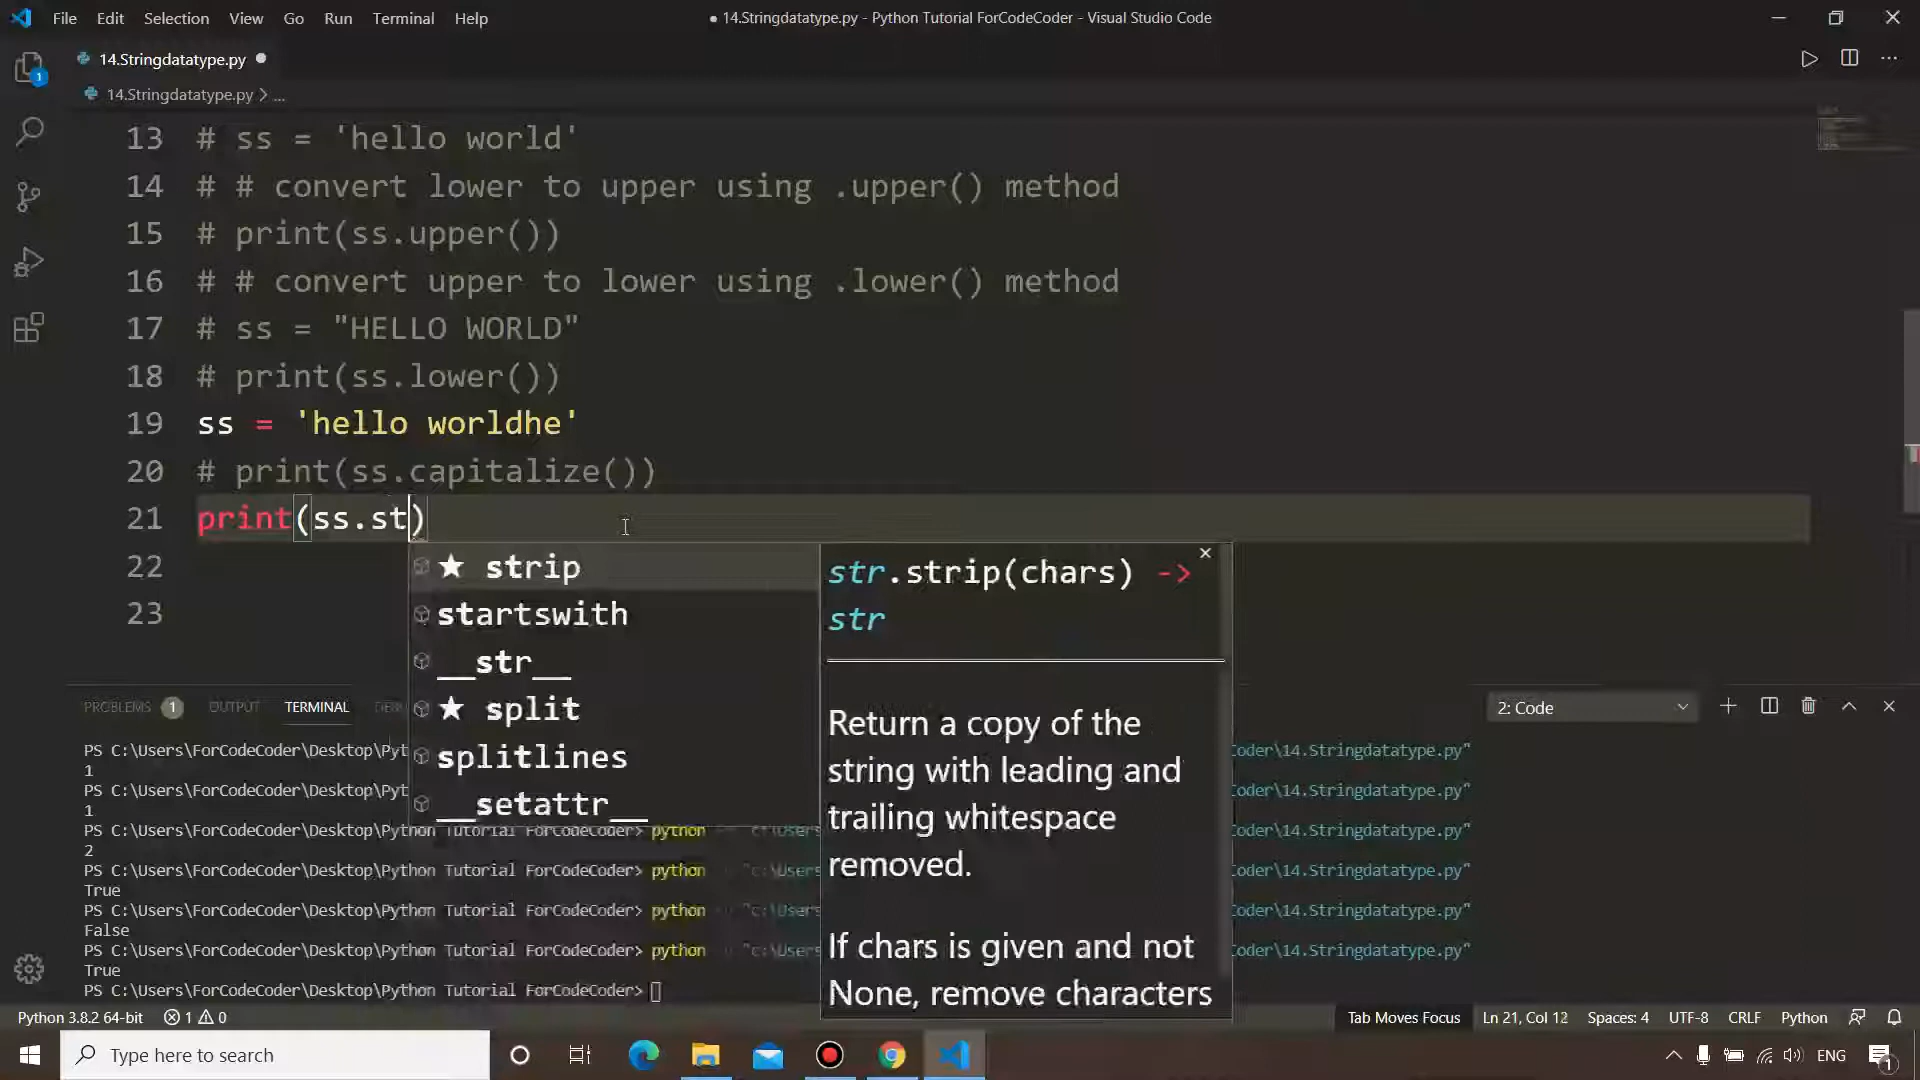 File Edit Selection View Go Run Terminal Help
● 14.Stringdatatype.py - Python Tutorial ForCodeCoder - Visual Studio Code
14.Stringdatatype.py
14.Stringdatatype.py > ...
1
13 # ss = 'hello world'
14 # # convert lower to upper using .upper() method
15 # print(ss.upper())
16 # # convert upper to lower using .lower() method
17 # ss = "HELLO WORLD"
18 # print(ss.lower())
19 ss = 'hello worldhe'
20 # print(ss.capitalize())
21 print(ss.st)
22
23
★ strip
startswith
__str__
★ split
splitlines
__setattr__
str.strip(chars) ->
str
Return a copy of the
string with leading and
trailing whitespace
removed.
If chars is given and not
None, remove characters
PROBLEMS 1 OUTPUT TERMINAL
2: Code
PS C:\Users\ForCodeCoder\Desktop\Pyt Coder\14.Stringdatatype.py"
1
PS C:\Users\ForCodeCoder\Desktop\Pyt Coder\14.Stringdatatype.py"
1
PS C:\Users\ForCodeCoder\Desktop\Python Tutorial ForCodeCoder> python "c:\Users Coder\14.Stringdatatype.py"
2
PS C:\Users\ForCodeCoder\Desktop\Python Tutorial ForCodeCoder> python "c:\Users Coder\14.Stringdatatype.py"
True
PS C:\Users\ForCodeCoder\Desktop\Python Tutorial ForCodeCoder> python "c:\Users Coder\14.Stringdatatype.py"
False
PS C:\Users\ForCodeCoder\Desktop\Python Tutorial ForCodeCoder> python "c:\Users Coder\14.Stringdatatype.py"
True
PS C:\Users\ForCodeCoder\Desktop\Python Tutorial ForCodeCoder>
Python 3.8.2 64-bit 1 0 Tab Moves Focus Ln 21, Col 12 Spaces: 4 UTF-8 CRLF Python
Type here to search
ENG
1